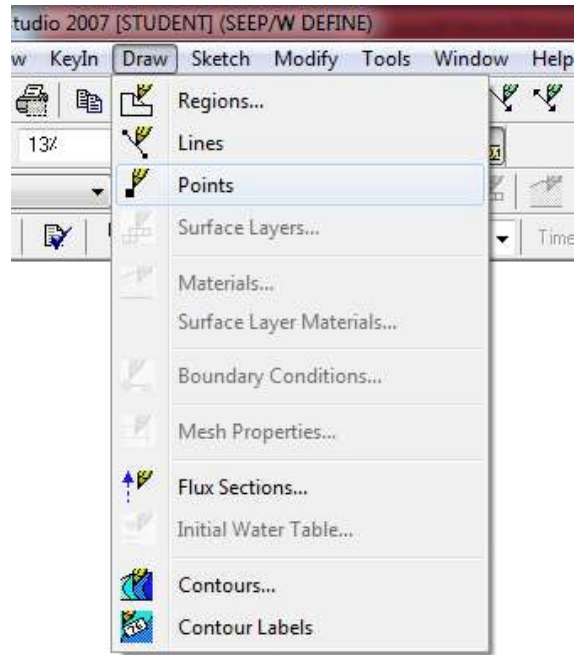 tudio 2007 [STUDENT] (SEEP/W DEFINE)
w KeyIn Draw Sketch Modify Tools Window Help
Regions...
13% Lines
Points
Surface Layers...
Time
Materials...
Surface Layer Materials...
Boundary Conditions...
Mesh Properties...
Flux Sections...
Initial Water Table...
Contours...
Contour Labels